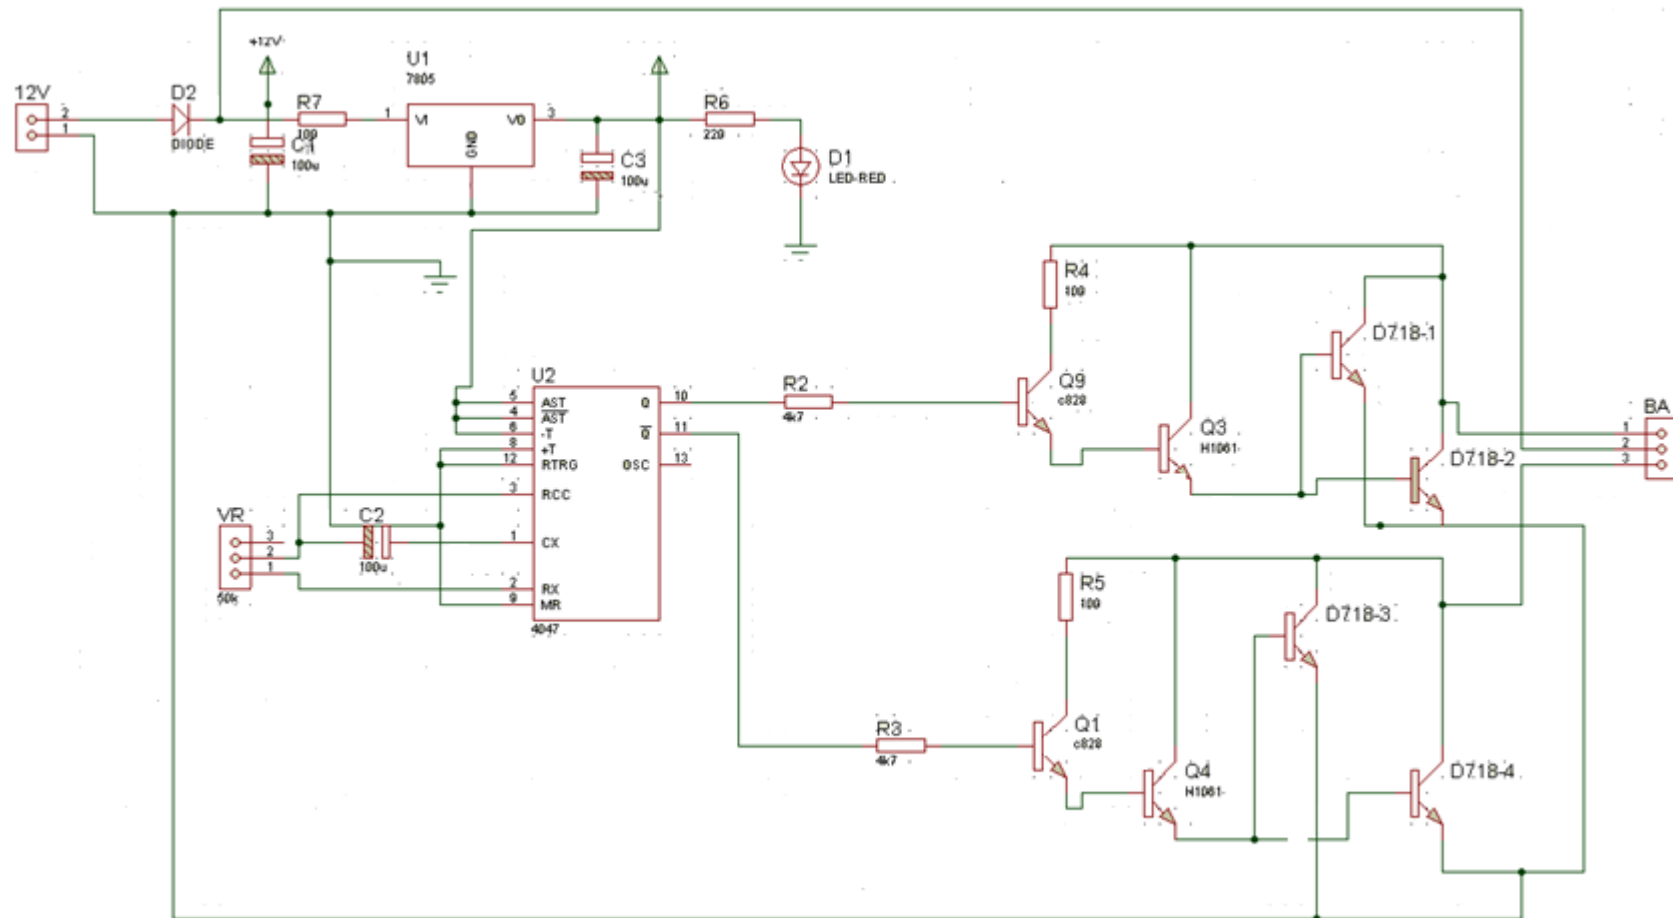 +12V
12V
2
1
D2
DIODE
C1
100u
R7
100
U1
7805
1
VI
VO
3
GND
C3
100u
R6
220
D1
LED-RED
U2
5
AST
4
AST
6
-T
8
+T
12
RTRG
3
RCC
1
CX
2
RX
9
MR
Q
10
Q
11
OSC
13
4047
VR
3
2
1
50k
C2
100u
R2
4k7
R4
100
Q9
c828
Q3
H1061
D718-1
D718-2
BA
1
2
3
R3
4k7
R5
100
Q1
c828
Q4
H1061
D718-3
D718-4